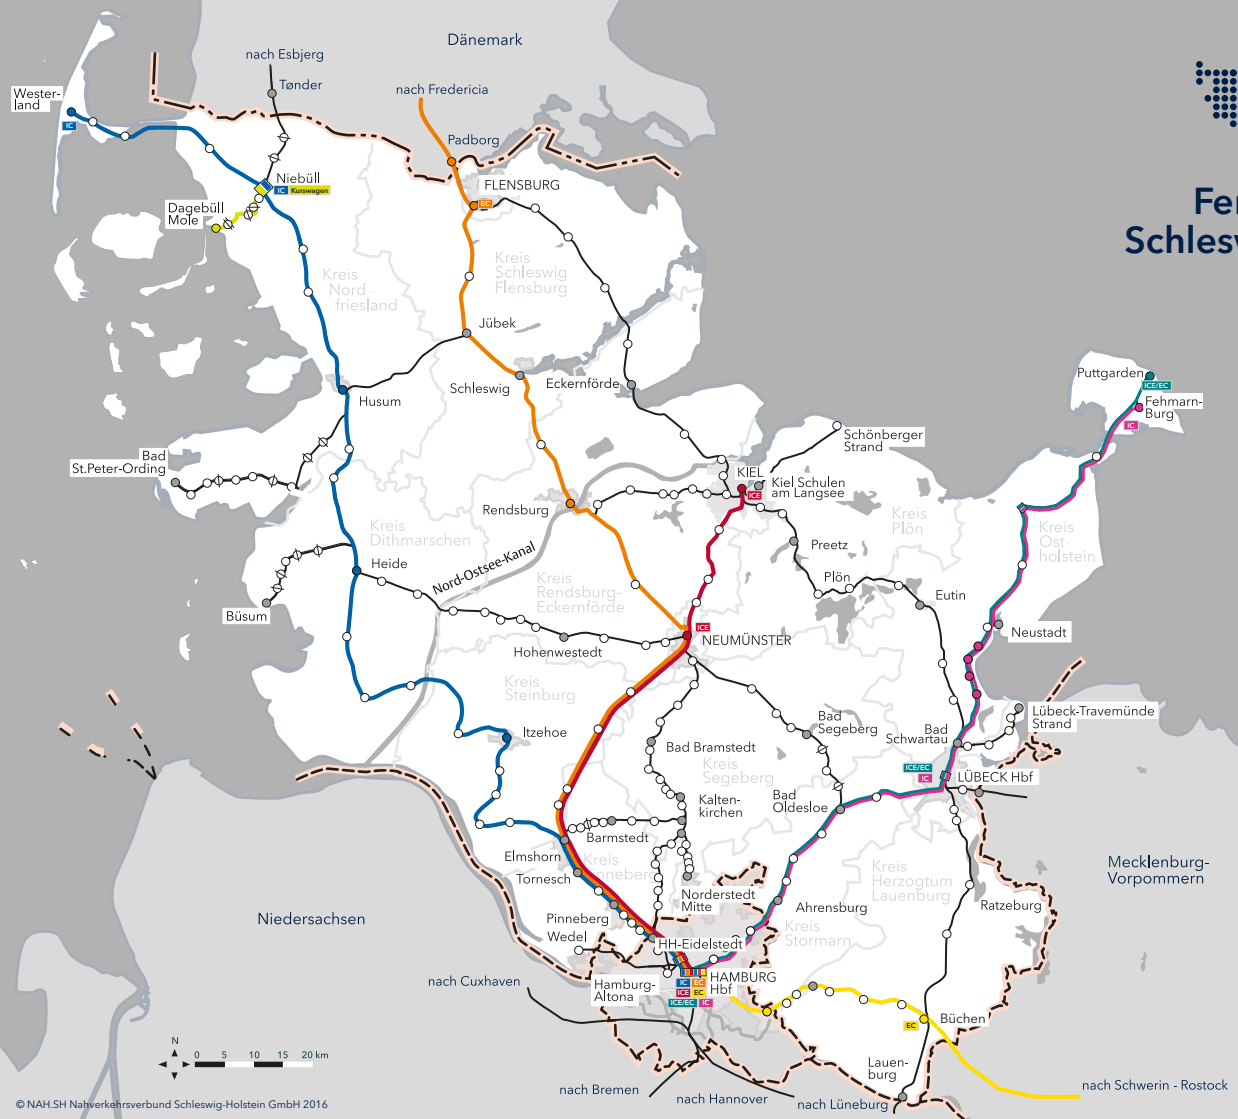 Dänemark
nach Esbjerg
Tønder
nach Fredericia
Wester-
land
IC
Padborg
FLENSBURG
EC
Niebüll
IC Kurswagen
Dagebüll
Mole
Fer
Schlesw
Kreis
Schleswig
Flensburg
Kreis
Nord-
friesland
Jübek
Schleswig
Eckernförde
Husum
Puttgarden
ICE/EC
Fehmarn-
Burg
IC
Schönberger
Strand
Bad
St.Peter-Ording
KIEL
ICE
Kiel Schulen
am Langsee
Rendsburg
Kreis
Plön
Kreis
Ost-
holstein
Kreis
Dithmarschen
Preetz
Nord-Ostsee-Kanal
Heide
Kreis
Rendsburg-
Eckernförde
Plön
Eutin
Büsum
ICE
NEUMÜNSTER
Neustadt
Hohenwestedt
Kreis
Steinburg
Lübeck-Travemünde
Strand
Bad
Segeberg
Bad
Schwartau
Itzehoe
Bad Bramstedt
Kreis
Segeberg
ICE/EC
IC
LÜBECK Hbf
Kalten-
kirchen
Bad
Oldesloe
Barmstedt
Elmshorn
Kreis
Pinneberg
Tornesch
Kreis
Herzogtum
Lauenburg
Mecklenburg-
Vorpommern
Norderstedt
Mitte
Ahrensburg
Ratzeburg
Niedersachsen
Pinneberg
Kreis
Stormarn
Wedel
HH-Eidelstedt
nach Cuxhaven
Hamburg-
Altona
HAMBURG
Hbf
IC EC
ICE EC
ICE/EC IC
EC
Büchen
N
0 5 10 15 20 km
Lauen-
burg
nach Bremen
nach Hannover
nach Lüneburg
nach Schwerin - Rostock
© NAH.SH Nahverkehrsverbund Schleswig-Holstein GmbH 2016